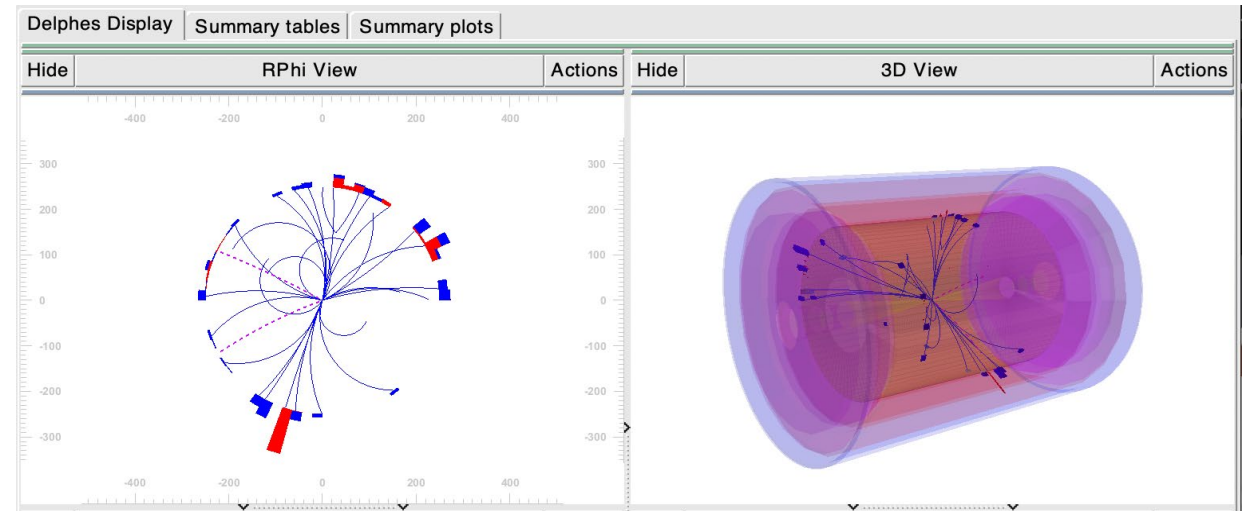 Delphes Display Summary tables Summary plots
Hide RPhi View Actions Hide 3D View Actions
-400 -200 0 200 400
300 300
200 200
100 100
0 0
-100 -100
-200 -200
-300 -300
-400 -200 0 200 400